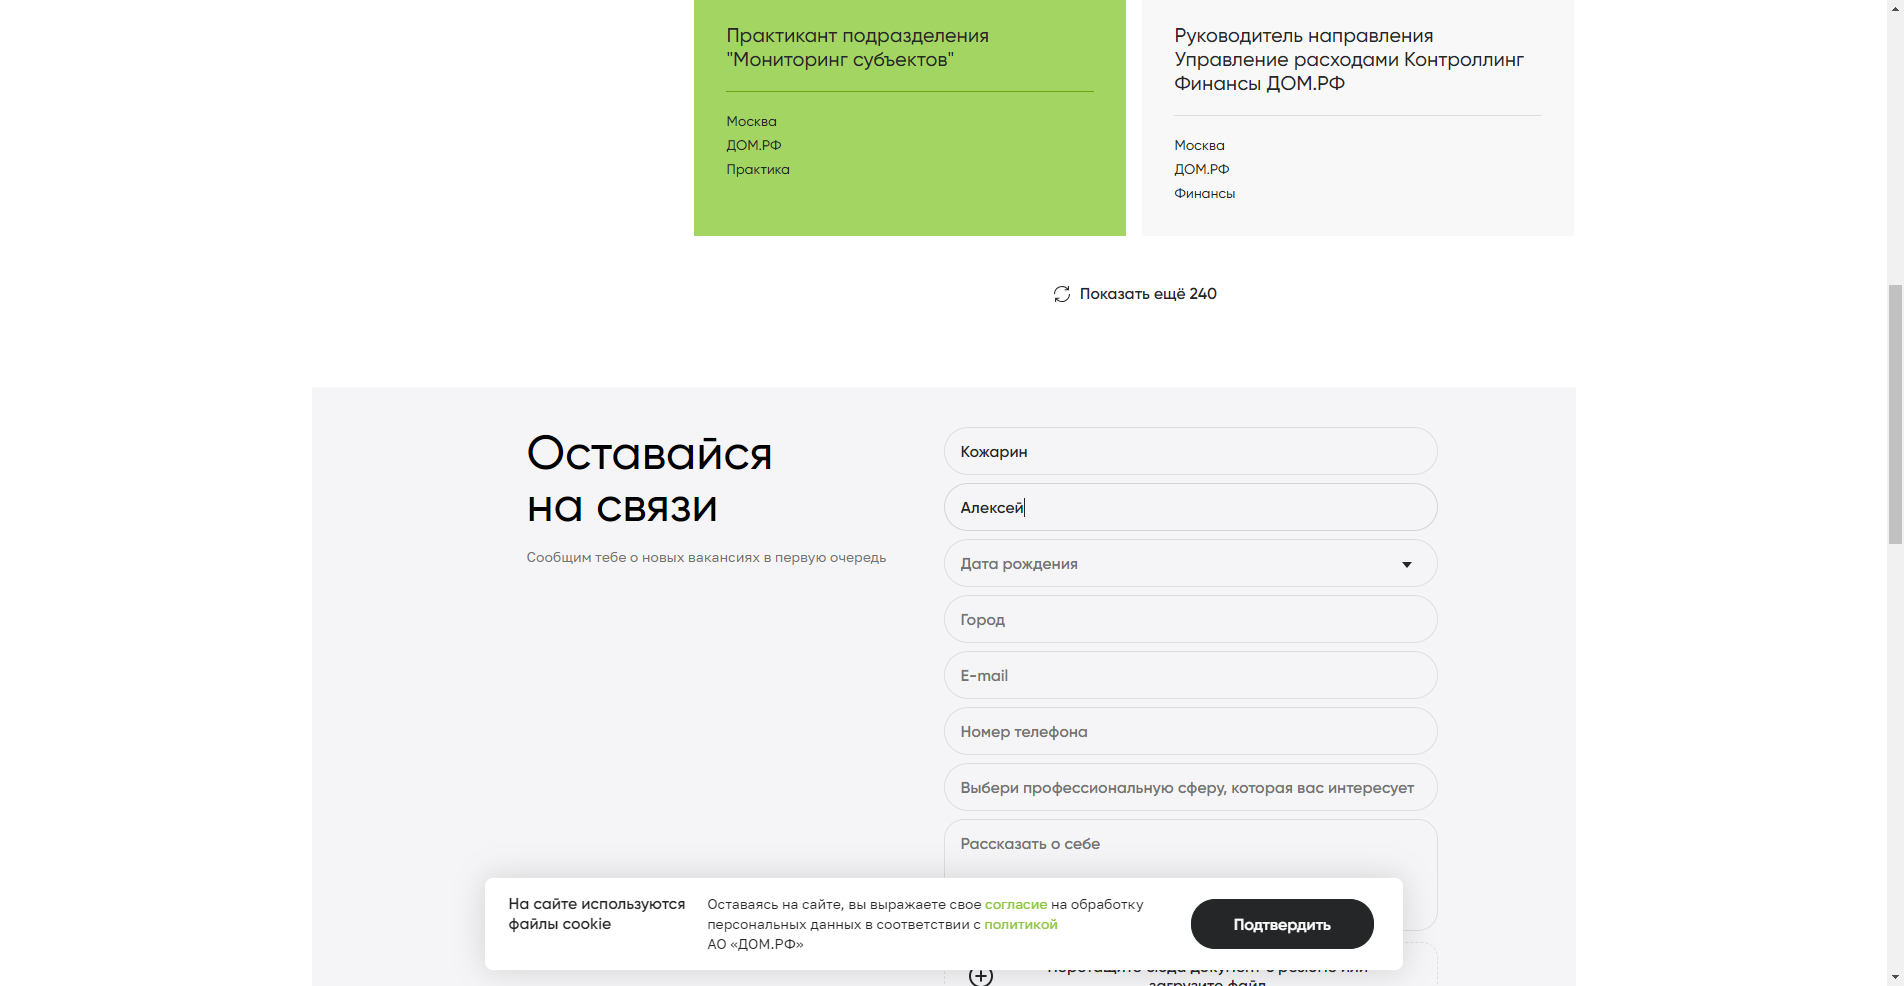 Практикант подразделения
"Мониторинг субъектов"
Москва
ДОМ.РФ
Практика
Руководитель направления
Управление расходами Контроллинг
Финансы ДОМ.РФ
Москва
ДОМ.РФ
Финансы
Показать ещё 240
Оставайся
на связи
Сообщим тебе о новых вакансиях в первую очередь
Кожарин
Алексей
Дата рождения
Город
E-mail
Номер телефона
Выбери профессиональную сферу, которая вас интересует
Рассказать о себе
На сайте используются
файлы cookie
Оставаясь на сайте, вы выражаете свое согласие на обработку
персональных данных в соответствии с политикой
АО «ДОМ.РФ»
Подтвердить